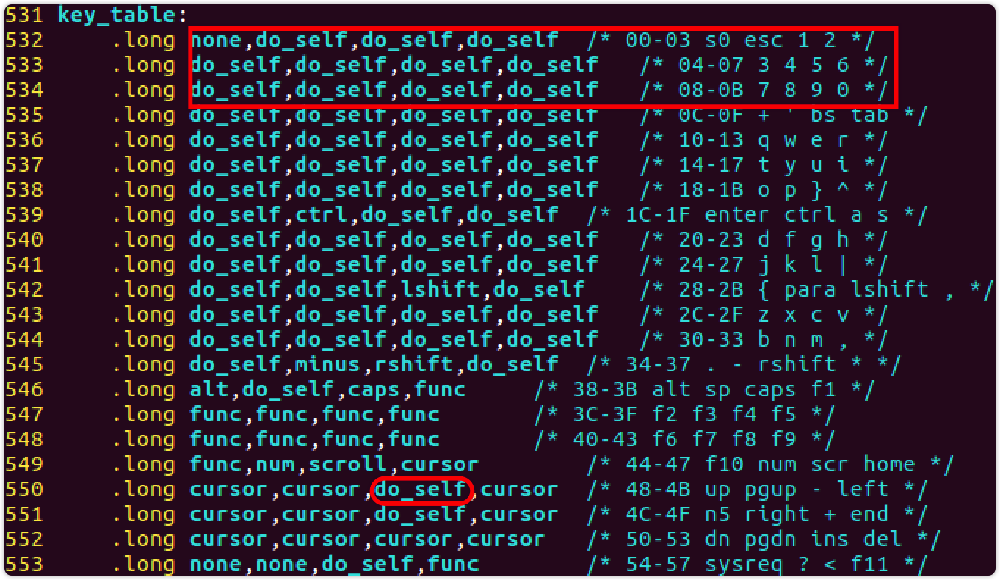 531 key_table:
532 .long none,do_self,do_self,do_self /* 00-03 s0 esc 1 2 */
533 .long do_self,do_self,do_self,do_self /* 04-07 3 4 5 6 */
534 .long do_self,do_self,do_self,do_self /* 08-0B 7 8 9 0 */
535 .long do_self,do_self,do_self,do_self /* 0C-0F + ' bs tab */
536 .long do_self,do_self,do_self,do_self /* 10-13 q w e r */
537 .long do_self,do_self,do_self,do_self /* 14-17 t y u i */
538 .long do_self,do_self,do_self,do_self /* 18-1B o p } ^ */
539 .long do_self,ctrl,do_self,do_self /* 1C-1F enter ctrl a s */
540 .long do_self,do_self,do_self,do_self /* 20-23 d f g h */
541 .long do_self,do_self,do_self,do_self /* 24-27 j k l | */
542 .long do_self,do_self,lshift,do_self /* 28-2B { para lshift , */
543 .long do_self,do_self,do_self,do_self /* 2C-2F z x c v */
544 .long do_self,do_self,do_self,do_self /* 30-33 b n m , */
545 .long do_self,minus,rshift,do_self /* 34-37 . - rshift * */
546 .long alt,do_self,caps,func /* 38-3B alt sp caps f1 */
547 .long func,func,func,func /* 3C-3F f2 f3 f4 f5 */
548 .long func,func,func,func /* 40-43 f6 f7 f8 f9 */
549 .long func,num,scroll,cursor /* 44-47 f10 num scr home */
550 .long cursor,cursor,do_self,cursor /* 48-4B up pgup - left */
551 .long cursor,cursor,do_self,cursor /* 4C-4F n5 right + end */
552 .long cursor,cursor,cursor,cursor /* 50-53 dn pgdn ins del */
553 .long none,none,do_self,func /* 54-57 sysreq ? < f11 */